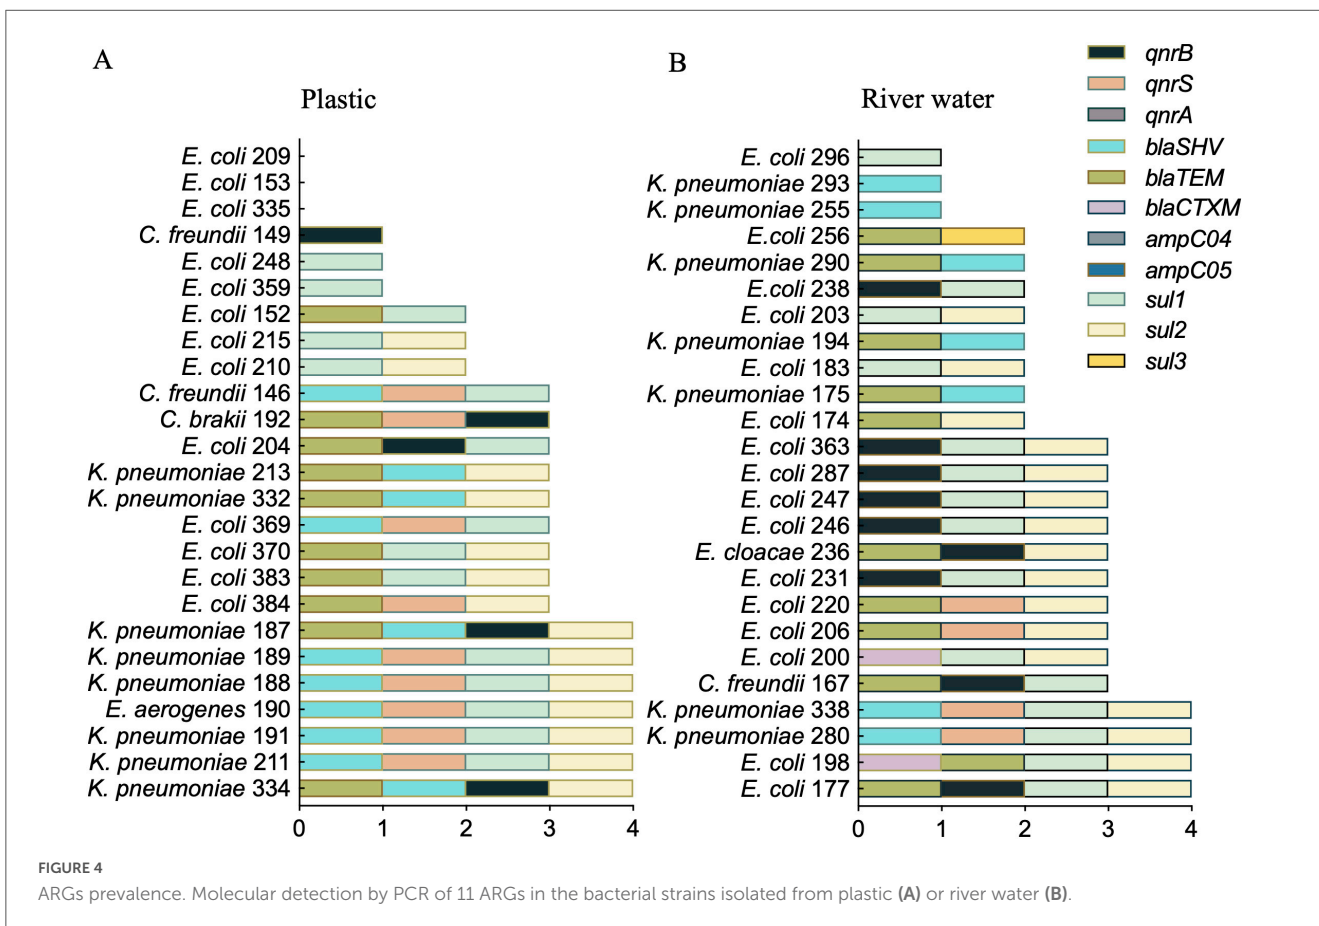 A
Plastic
E. coli 209
E. coli 153
E. coli 335
C. freundii 149
E. coli 248
E. coli 359
E. coli 152
E. coli 215
E. coli 210
C. freundii 146
C. brakii 192
E. coli 204
K. pneumoniae 213
K. pneumoniae 332
E. coli 369
E. coli 370
E. coli 383
E. coli 384
K. pneumoniae 187
K. pneumoniae 189
K. pneumoniae 188
E. aerogenes 190
K. pneumoniae 191
K. pneumoniae 211
K. pneumoniae 334
0 1 2 3 4
B
River water
E. coli 296
K. pneumoniae 293
K. pneumoniae 255
E.coli 256
K. pneumoniae 290
E.coli 238
E. coli 203
K. pneumoniae 194
E. coli 183
K. pneumoniae 175
E. coli 174
E. coli 363
E. coli 287
E. coli 247
E. coli 246
E. cloacae 236
E. coli 231
E. coli 220
E. coli 206
E. coli 200
C. freundii 167
K. pneumoniae 338
K. pneumoniae 280
E. coli 198
E. coli 177
0 1 2 3 4
qnrB
qnrS
qnrA
blaSHV
blaTEM
blaCTXM
ampC04
ampC05
sul1
sul2
sul3
FIGURE 4
ARGs prevalence. Molecular detection by PCR of 11 ARGs in the bacterial strains isolated from plastic (A) or river water (B).